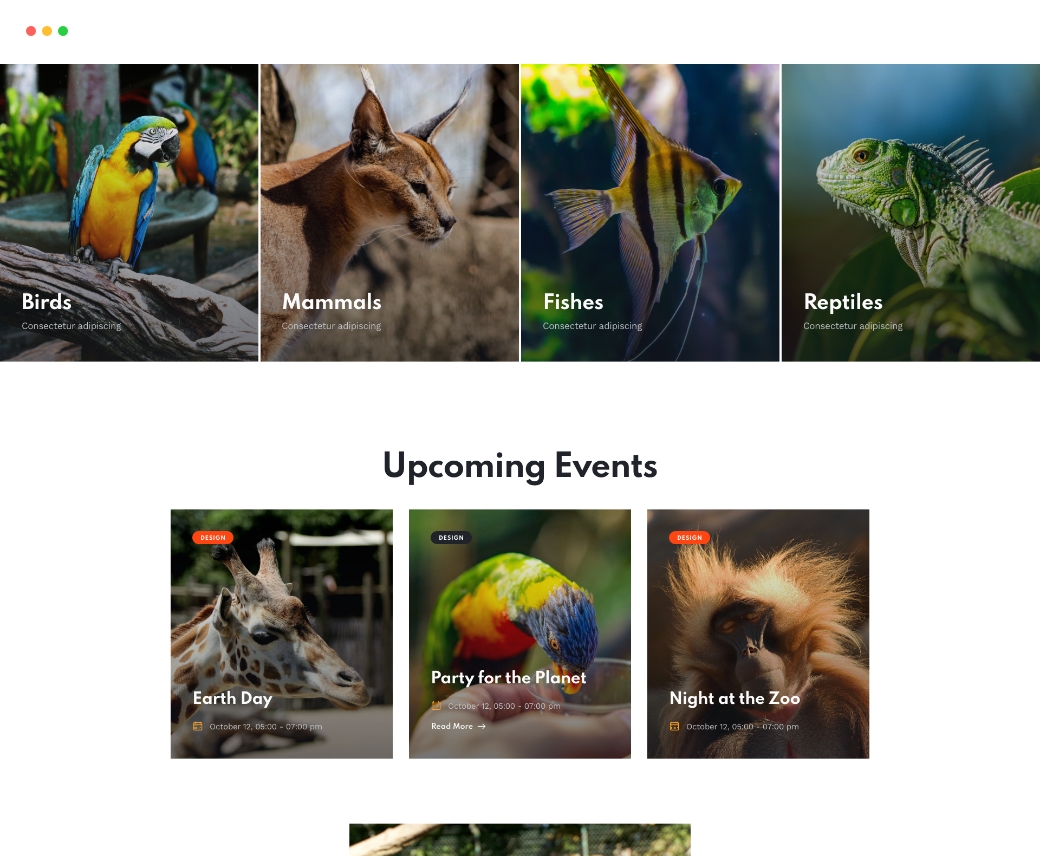 Birds
Consectetur adipiscing
Mammals
Consectetur adipiscing
Fishes
Consectetur adipiscing
Reptiles
Consectetur adipiscing
Upcoming Events
DESIGN
Earth Day
October 12, 05:00 - 07:00 pm
DESIGN
Party for the Planet
October 12, 05:00 - 07:00 pm
Read More →
DESIGN
Night at the Zoo
October 12, 05:00 - 07:00 pm